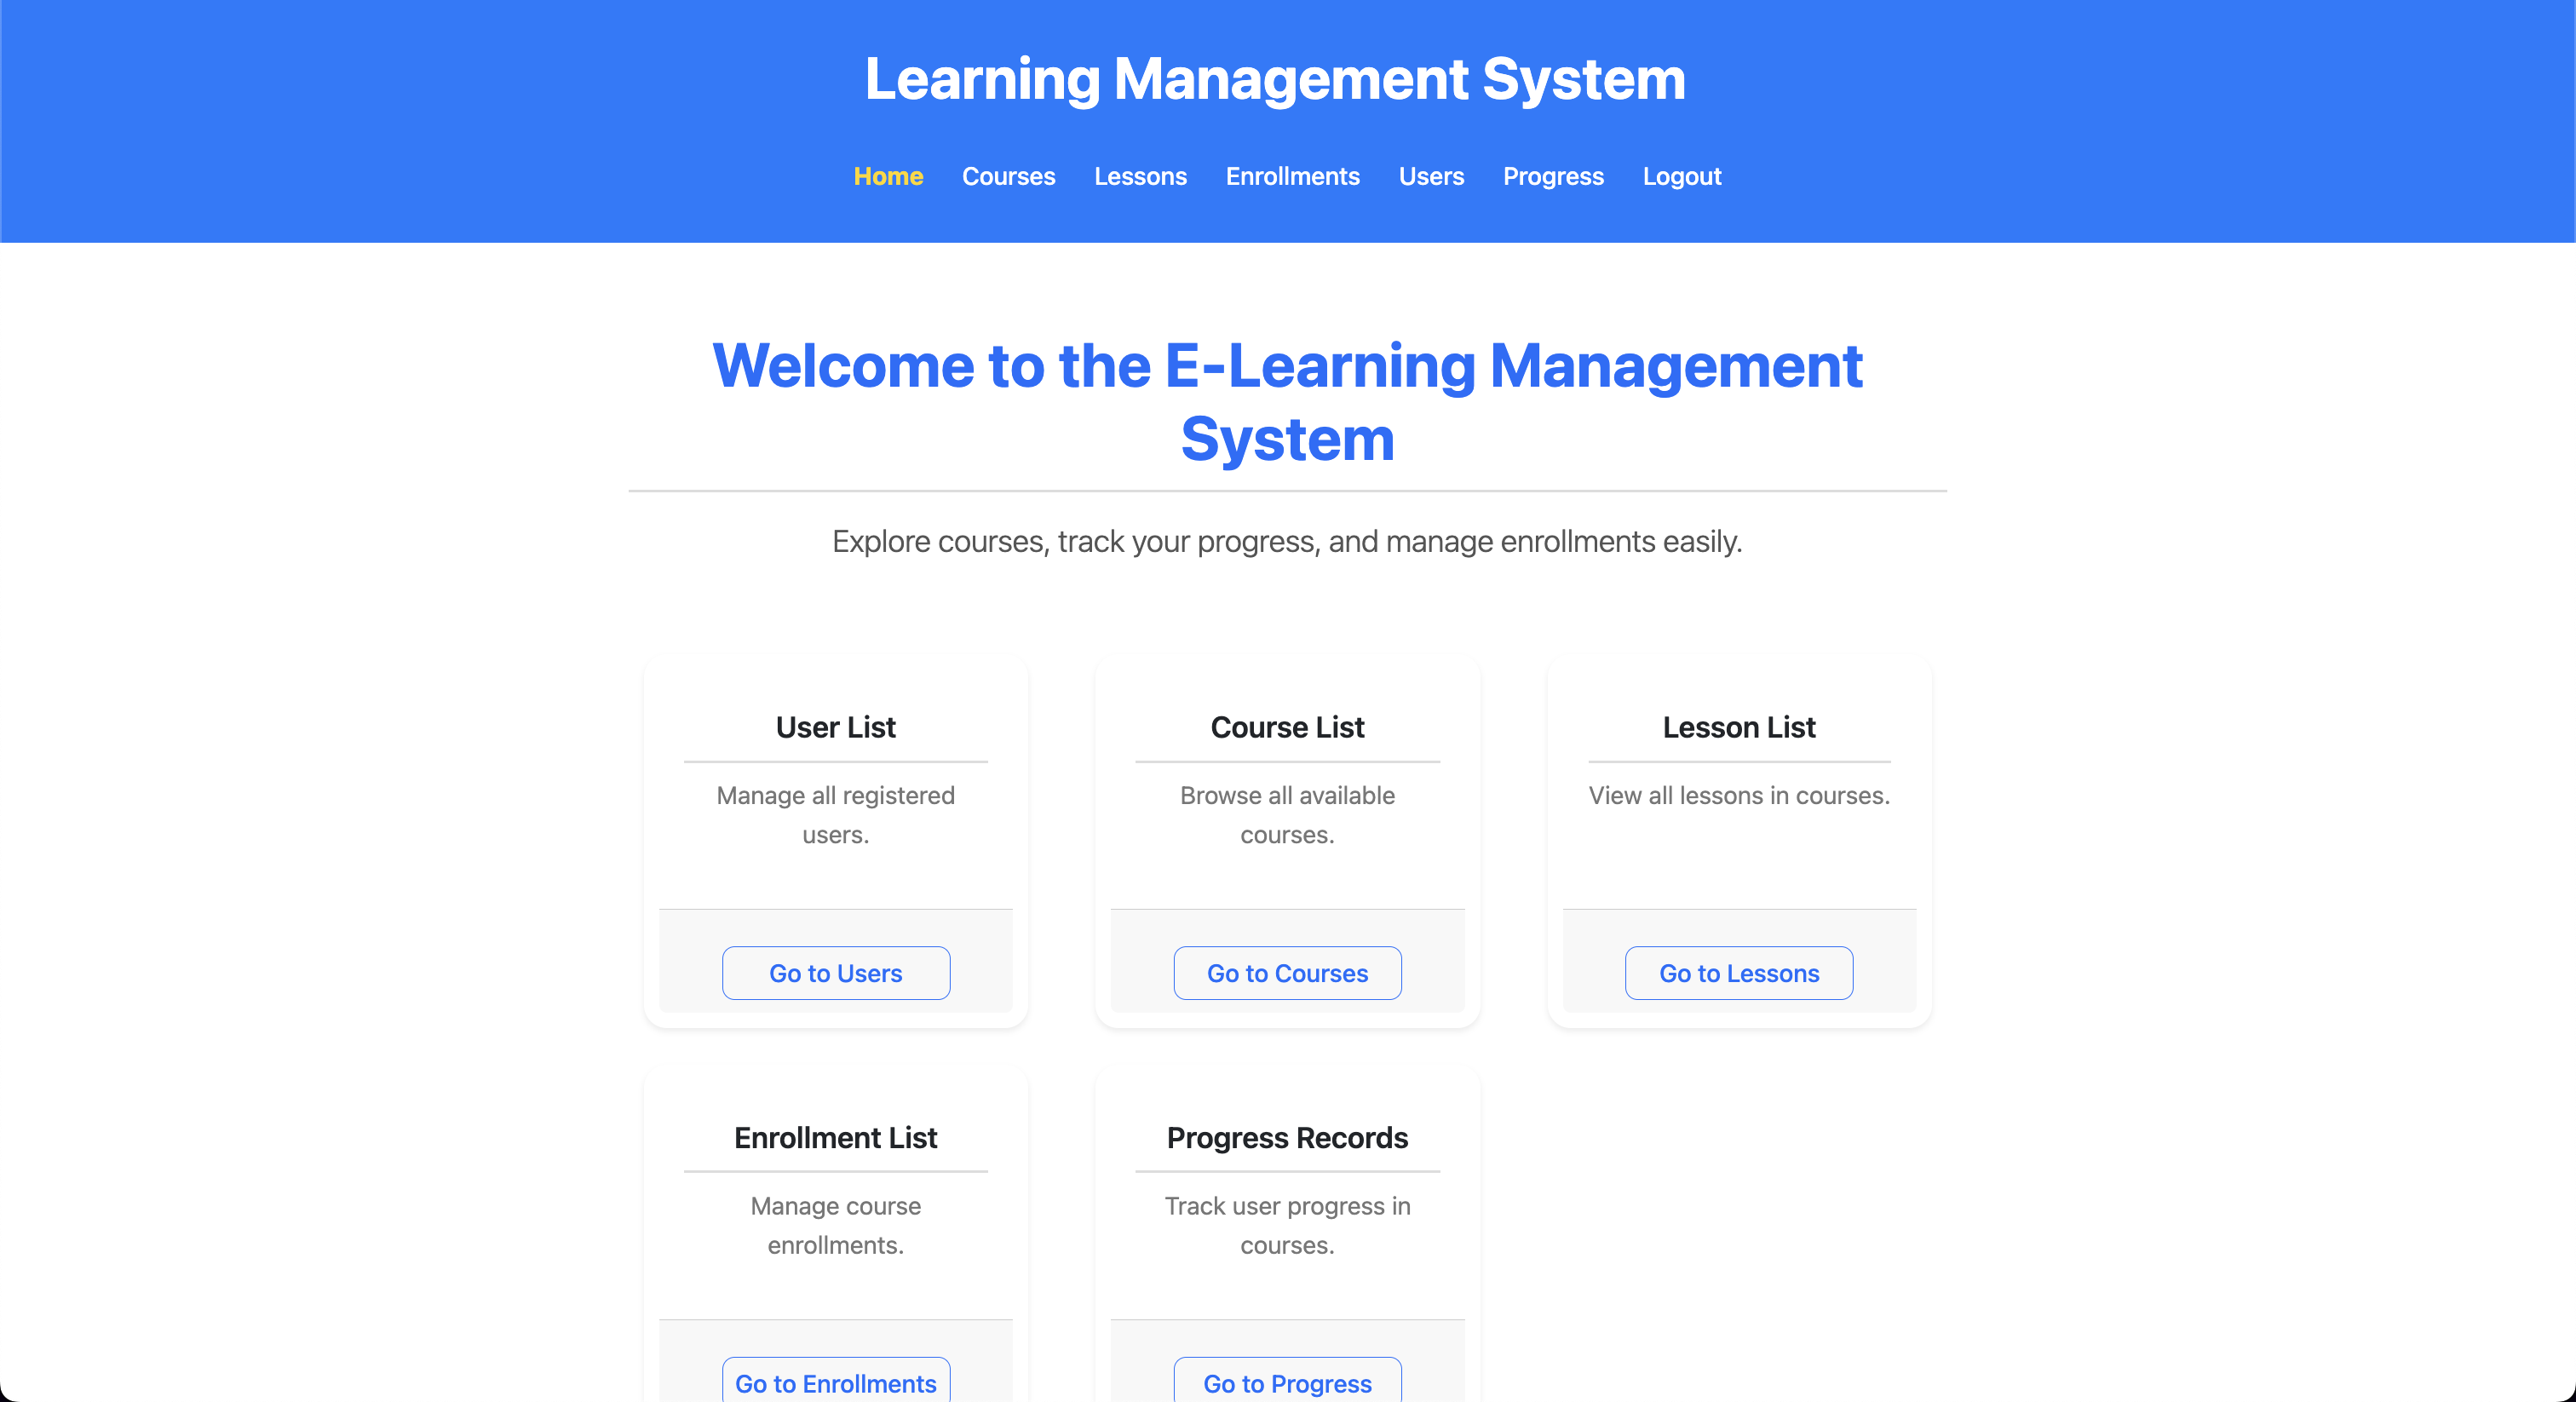 Learning Management System
Home Courses Lessons Enrollments Users Progress Logout
Welcome to the E-Learning Management
System
Explore courses, track your progress, and manage enrollments easily.
User List
Manage all registered
users.
Go to Users
Course List
Browse all available
courses.
Go to Courses
Lesson List
View all lessons in courses.
Go to Lessons
Enrollment List
Manage course
enrollments.
Go to Enrollments
Progress Records
Track user progress in
courses.
Go to Progress